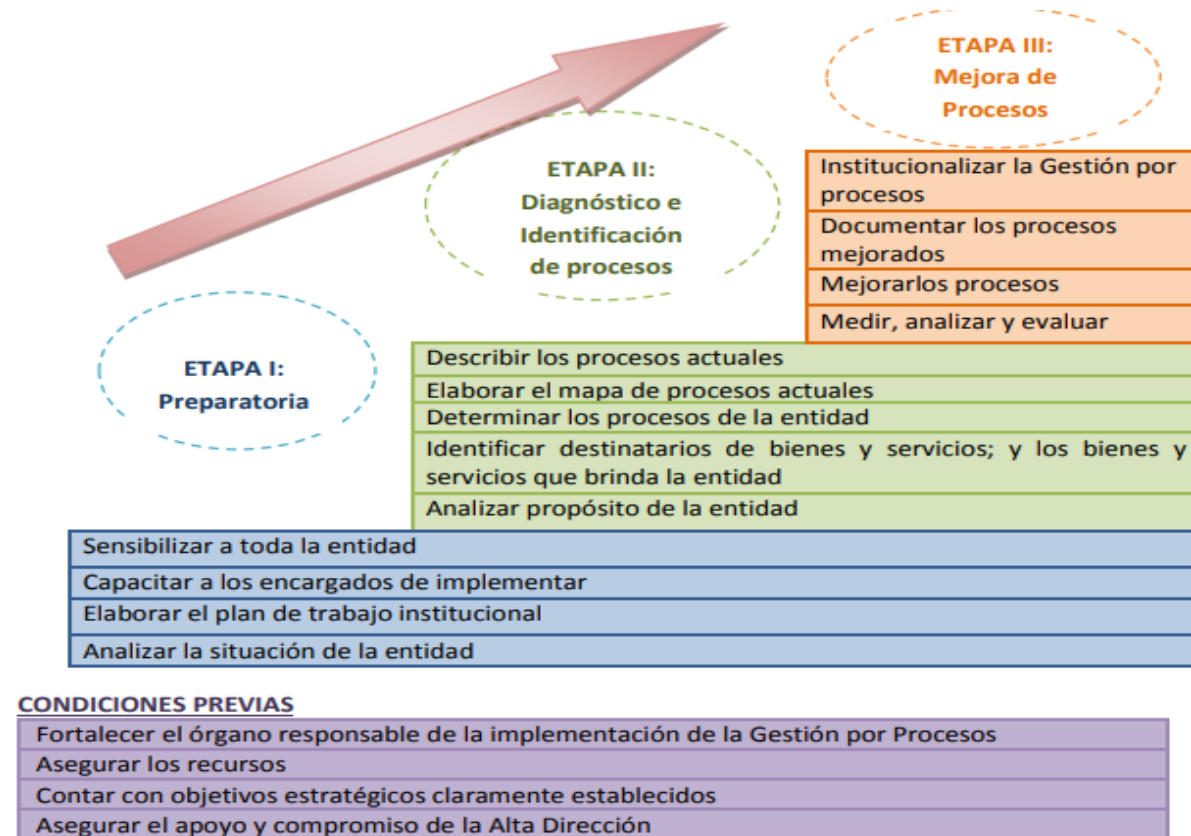 ETAPA III:
Mejora de
Procesos
ETAPA II:
Diagnóstico e
Identificación
de procesos
Institucionalizar la Gestión por
procesos
Documentar los procesos
mejorados
Mejorarlos procesos
Medir, analizar y evaluar
ETAPA I:
Preparatoria
Describir los procesos actuales
Elaborar el mapa de procesos actuales
Determinar los procesos de la entidad
Identificar destinatarios de bienes y servicios; y los bienes y
servicios que brinda la entidad
Analizar propósito de la entidad
Sensibilizar a toda la entidad
Capacitar a los encargados de implementar
Elaborar el plan de trabajo institucional
Analizar la situación de la entidad
CONDICIONES PREVIAS
Fortalecer el órgano responsable de la implementación de la Gestión por Procesos
Asegurar los recursos
Contar con objetivos estratégicos claramente establecidos
Asegurar el apoyo y compromiso de la Alta Dirección